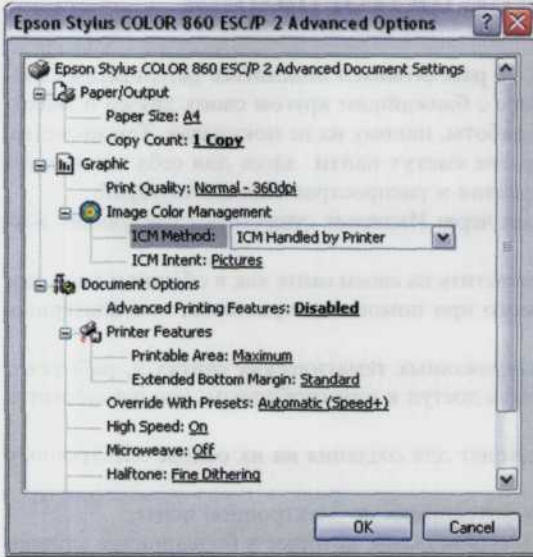 Epson Stylus COLOR 860 ESC/P 2 Advanced Options
Epson Stylus COLOR 860 ESC/P 2 Advanced Document Settings
Paper/Output
Paper Size: A4
Copy Count: 1 Copy
Graphic
Print Quality: Normal - 360dpi
Image Color Management
ICM Method: ICM Handled by Printer
ICM Intent: Pictures
Document Options
Advanced Printing Features: Disabled
Printer Features
Printable Area: Maximum
Extended Bottom Margin: Standard
Override With Presets: Automatic (Speed+)
High Speed: On
Microweave: Off
Halftone: Fine Dithering
OK Cancel